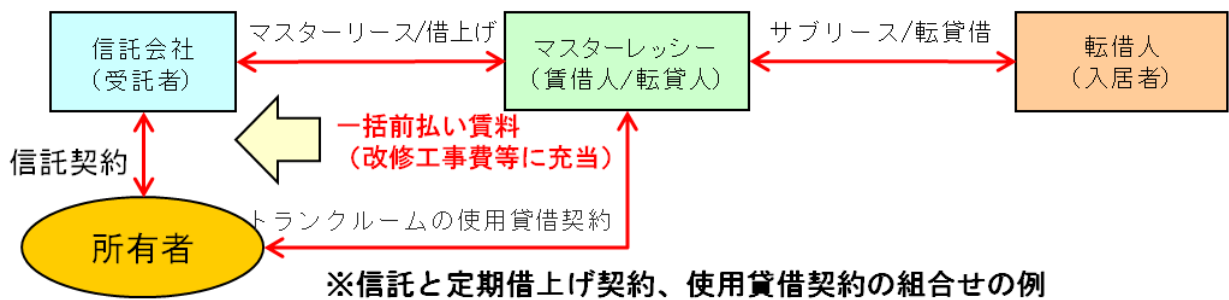 信託会社
（受託者）
マスターリース/借上げ
マスターレッシー
（賃借人/転貸人）
サブリース/転貸借
転借人
（入居者）
一括前払い賃料
（改修工事費等に充当）
信託契約
所有者
トランクルームの使用貸借契約
※信託と定期借上げ契約、使用貸借契約の組合せの例